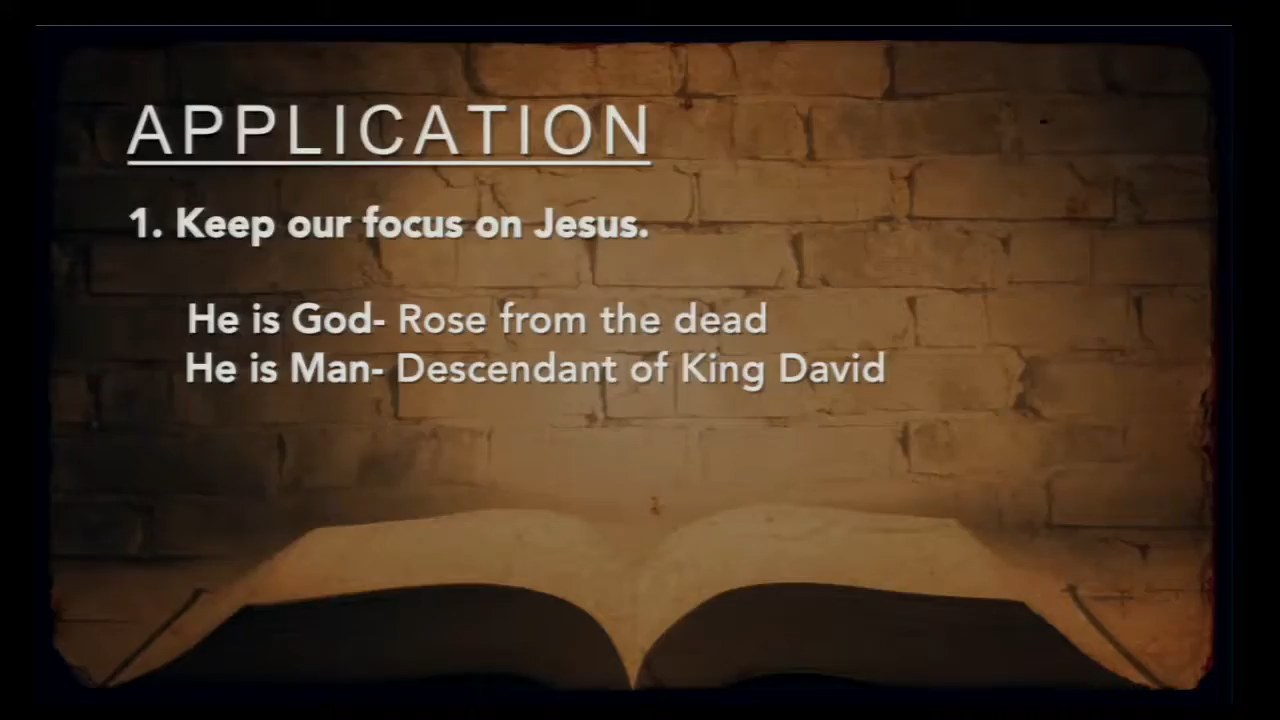 APPLICATION
1. Keep our focus on Jesus.
He is God- Rose from the dead
He is Man- Descendant of King David